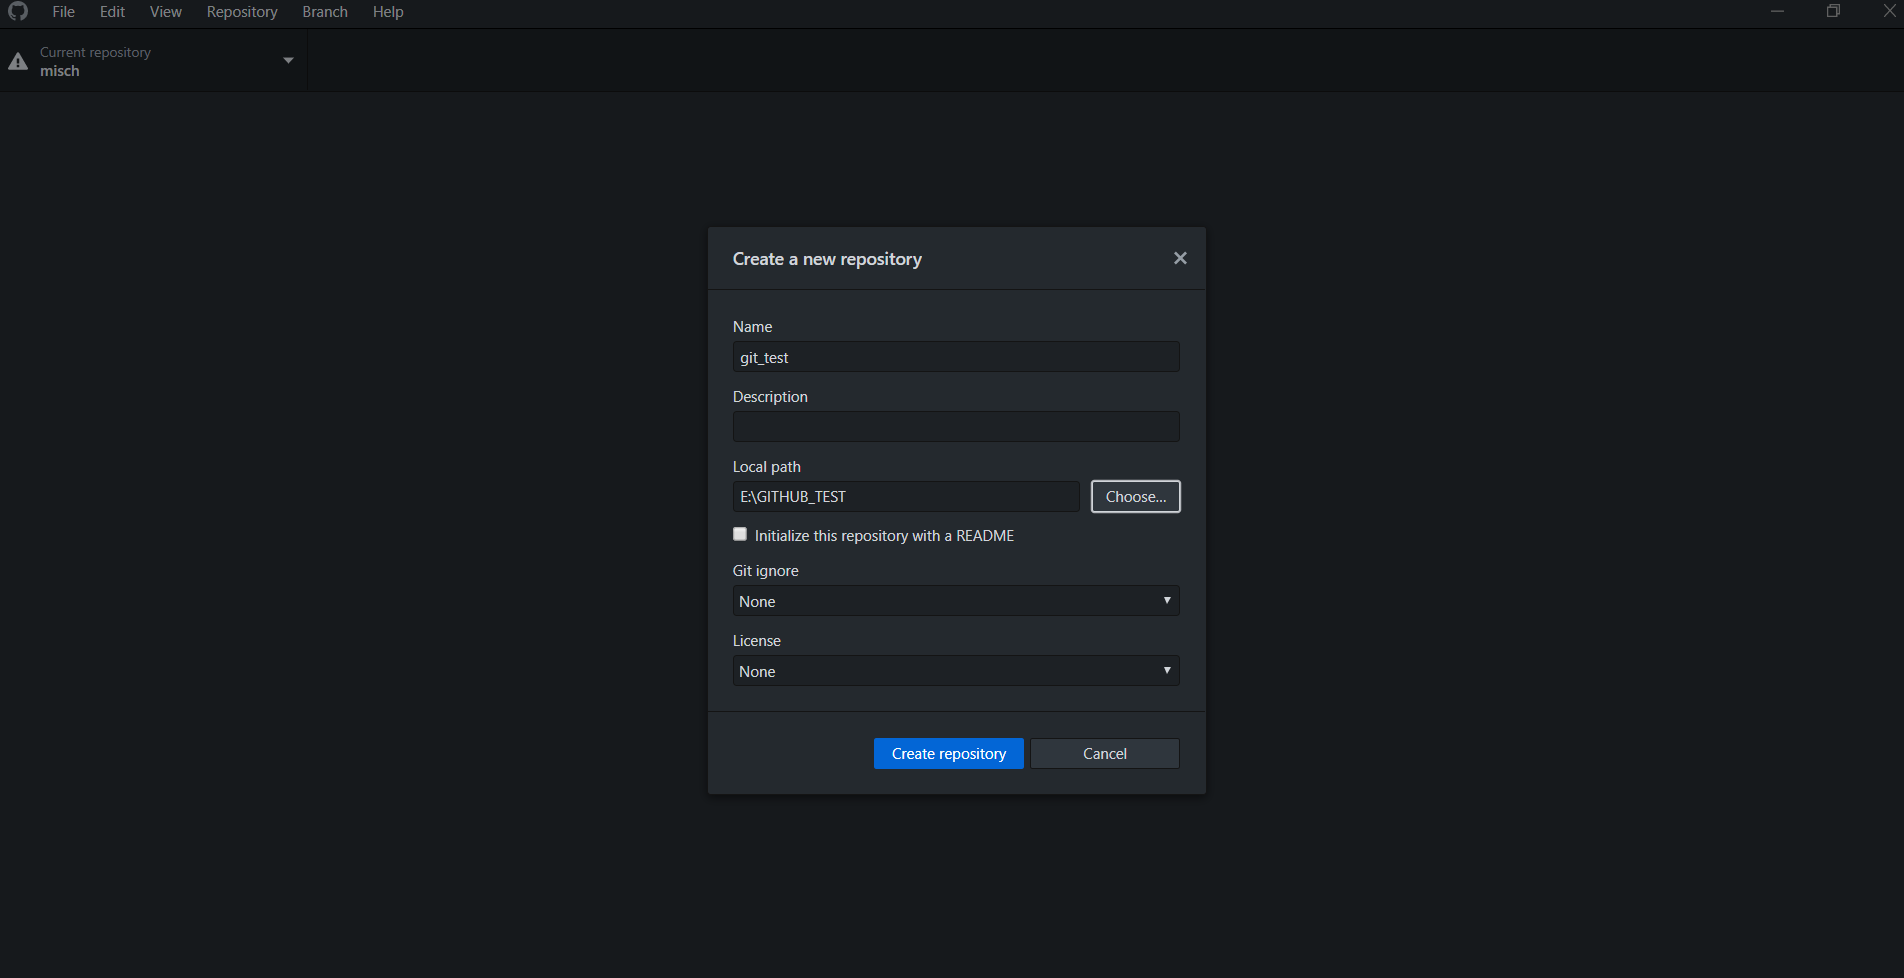 File Edit View Repository Branch Help
Current repository
misch
Create a new repository
Name
git_test
Description
Local path
E:\GITHUB_TEST Choose...
Initialize this repository with a README
Git ignore
None
License
None
Create repository Cancel